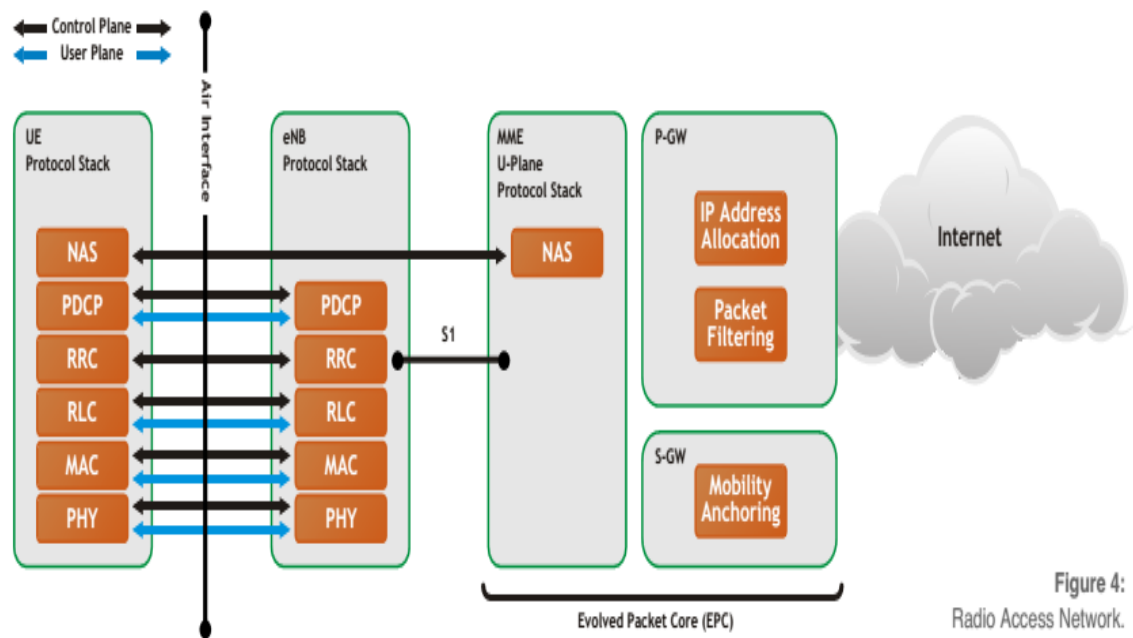 Control Plane
User Plane
Air Interface
UE
Protocol Stack
NAS
PDCP
RRC
RLC
MAC
PHY
eNB
Protocol Stack
PDCP
RRC
RLC
MAC
PHY
S1
MME
U-Plane
Protocol Stack
NAS
P-GW
IP Address
Allocation
Packet
Filtering
S-GW
Mobility
Anchoring
Internet
Evolved Packet Core (EPC)
Figure 4:
Radio Access Network.